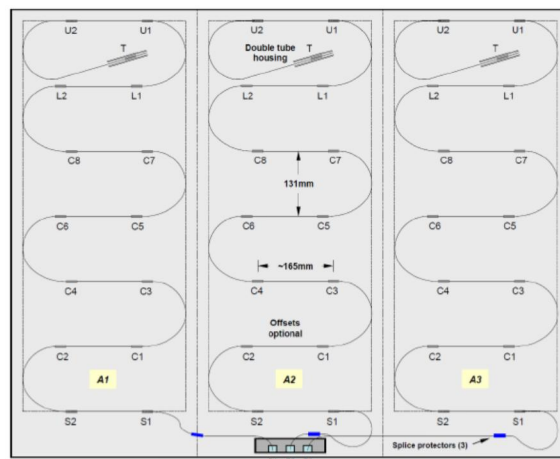 U2 U1 U2 U1 U2 U1
T Double tube T T
housing
L2 L1 L2 L1 L2 L1
C8 C7 C8 C7 C8 C7
131mm
C6 C5 C6 C5 C6 C5
~165mm
C4 C3 C4 C3 C4 C3
Offsets
optional
C2 C1 C2 C1 C2 C1
A1 A2 A3
S2 S1 S2 S1 S2 S1
Splice protectors (3)